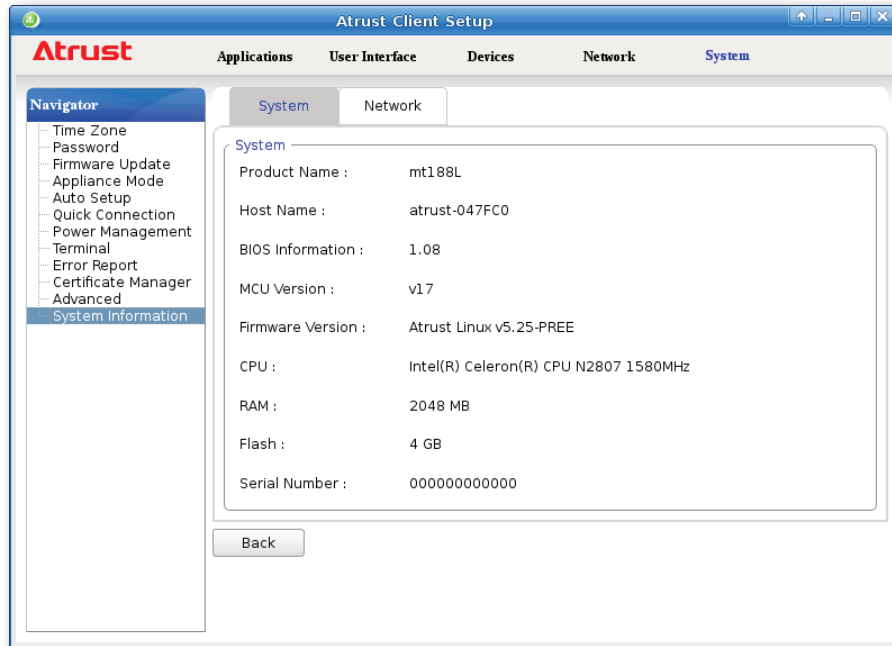 Atrust Client Setup
Atrust
Applications User Interface Devices Network System
Navigator
Time Zone
Password
Firmware Update
Appliance Mode
Auto Setup
Quick Connection
Power Management
Terminal
Error Report
Certificate Manager
Advanced
System Information
System Network
System
Product Name : mt188L
Host Name : atrust-047FC0
BIOS Information : 1.08
MCU Version : v17
Firmware Version : Atrust Linux v5.25-PREE
CPU : Intel(R) Celeron(R) CPU N2807 1580MHz
RAM : 2048 MB
Flash : 4 GB
Serial Number : 000000000000
Back